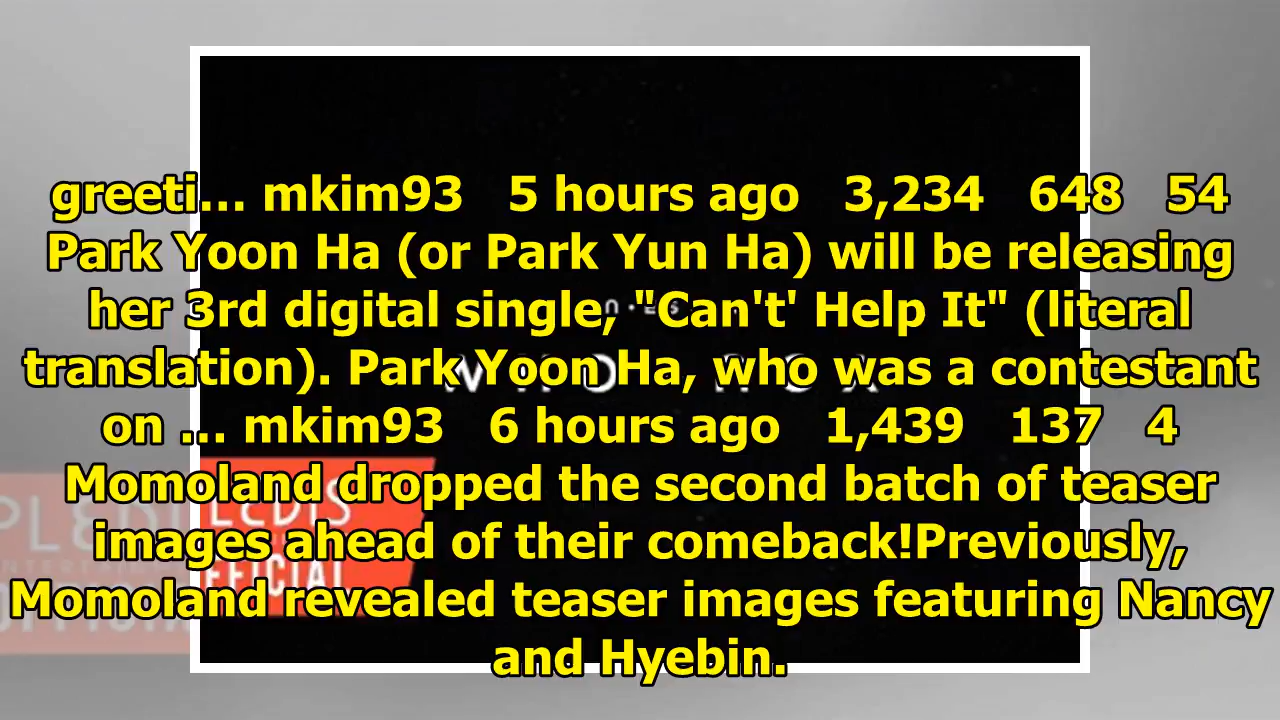 greeti... mkim93 5 hours ago 3,234 648 54
Park Yoon Ha (or Park Yun Ha) will be releasing
her 3rd digital single, "Can't' Help It" (literal
translation). Park Yoon Ha, who was a contestant
on ... mkim93 6 hours ago 1,439 137 4
Momoland dropped the second batch of teaser
images ahead of their comeback!Previously,
Momoland revealed teaser images featuring Nancy
and Hyebin.